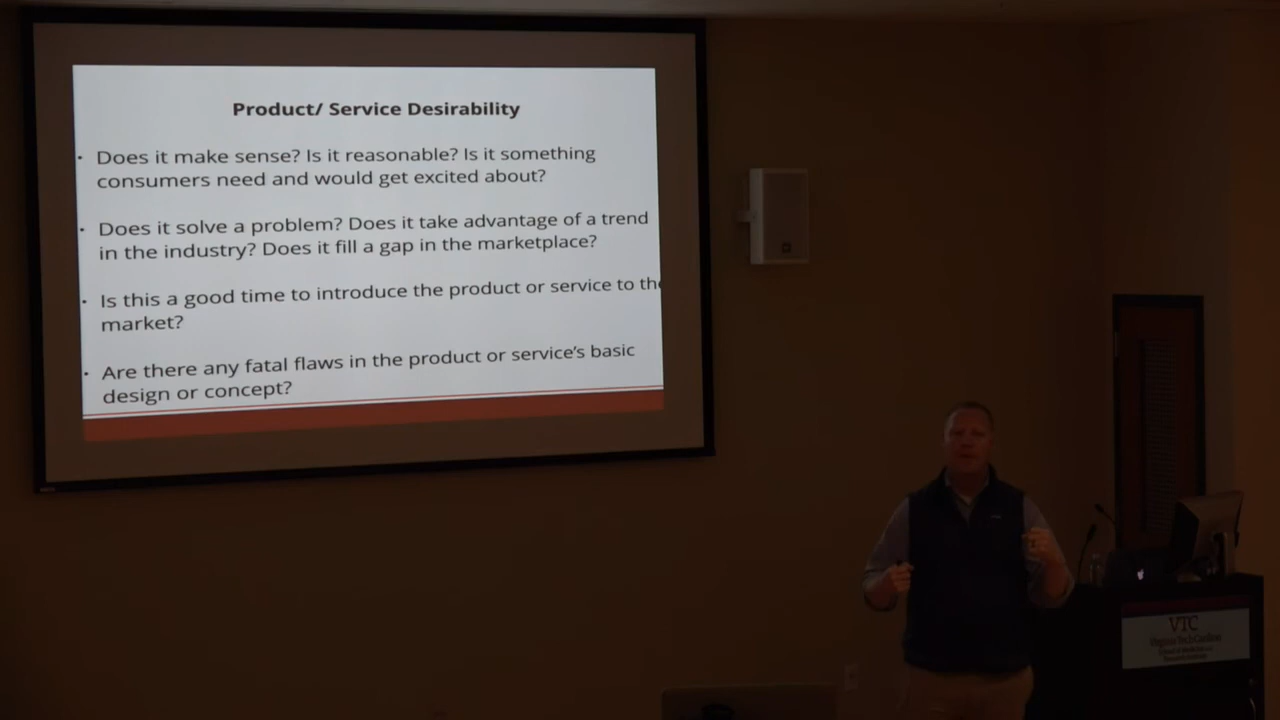 Product/ Service Desirability
• Does it make sense? Is it reasonable? Is it something
consumers need and would get excited about?
• Does it solve a problem? Does it take advantage of a trend
in the industry? Does it fill a gap in the marketplace?
• Is this a good time to introduce the product or service to the
market?
• Are there any fatal flaws in the product or service's basic
design or concept?
VTC
Virginia Tech Carilion